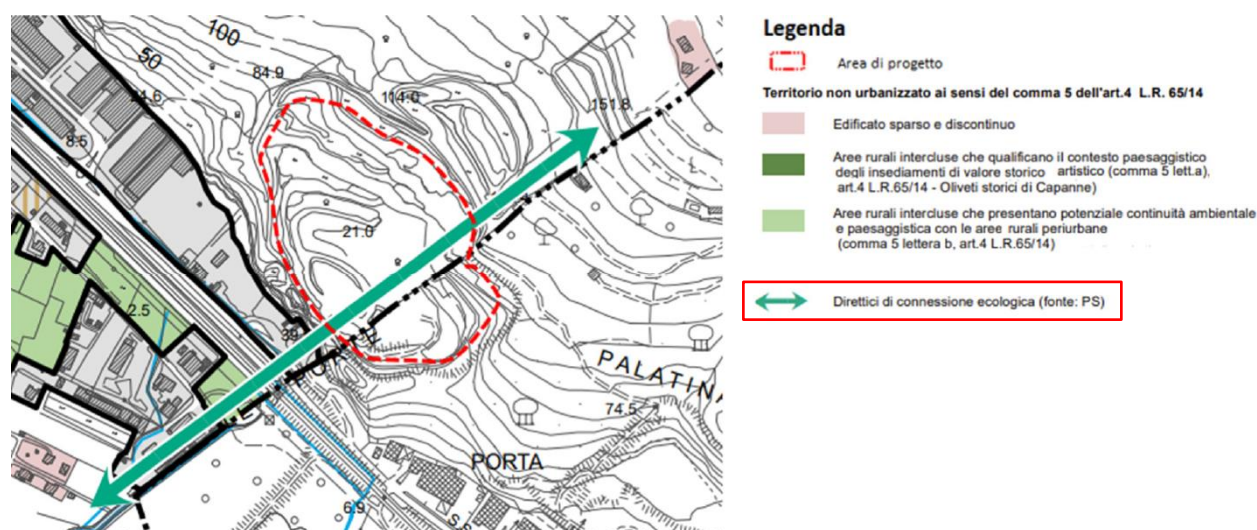 100
50
84.9
114.0
24.6
151.8
8.5
21.0
2.5
39
PORTA
PALATINA
74.5
PORTA
6.9
S S
Legenda
Area di progetto
Territorio non urbanizzato ai sensi del comma 5 dell'art.4 L.R. 65/14
Edificato sparso e discontinuo
Aree rurali intercluse che qualificano il contesto paesaggistico
degli insediamenti di valore storico artistico (comma 5 lett.a),
art.4 L.R.65/14 - Oliveti storici di Capanne)
Aree rurali intercluse che presentano potenziale continuità ambientale
e paesaggistica con le aree rurali periurbane
(comma 5 lettera b, art.4 L.R.65/14)
Direttici di connessione ecologica (fonte: PS)